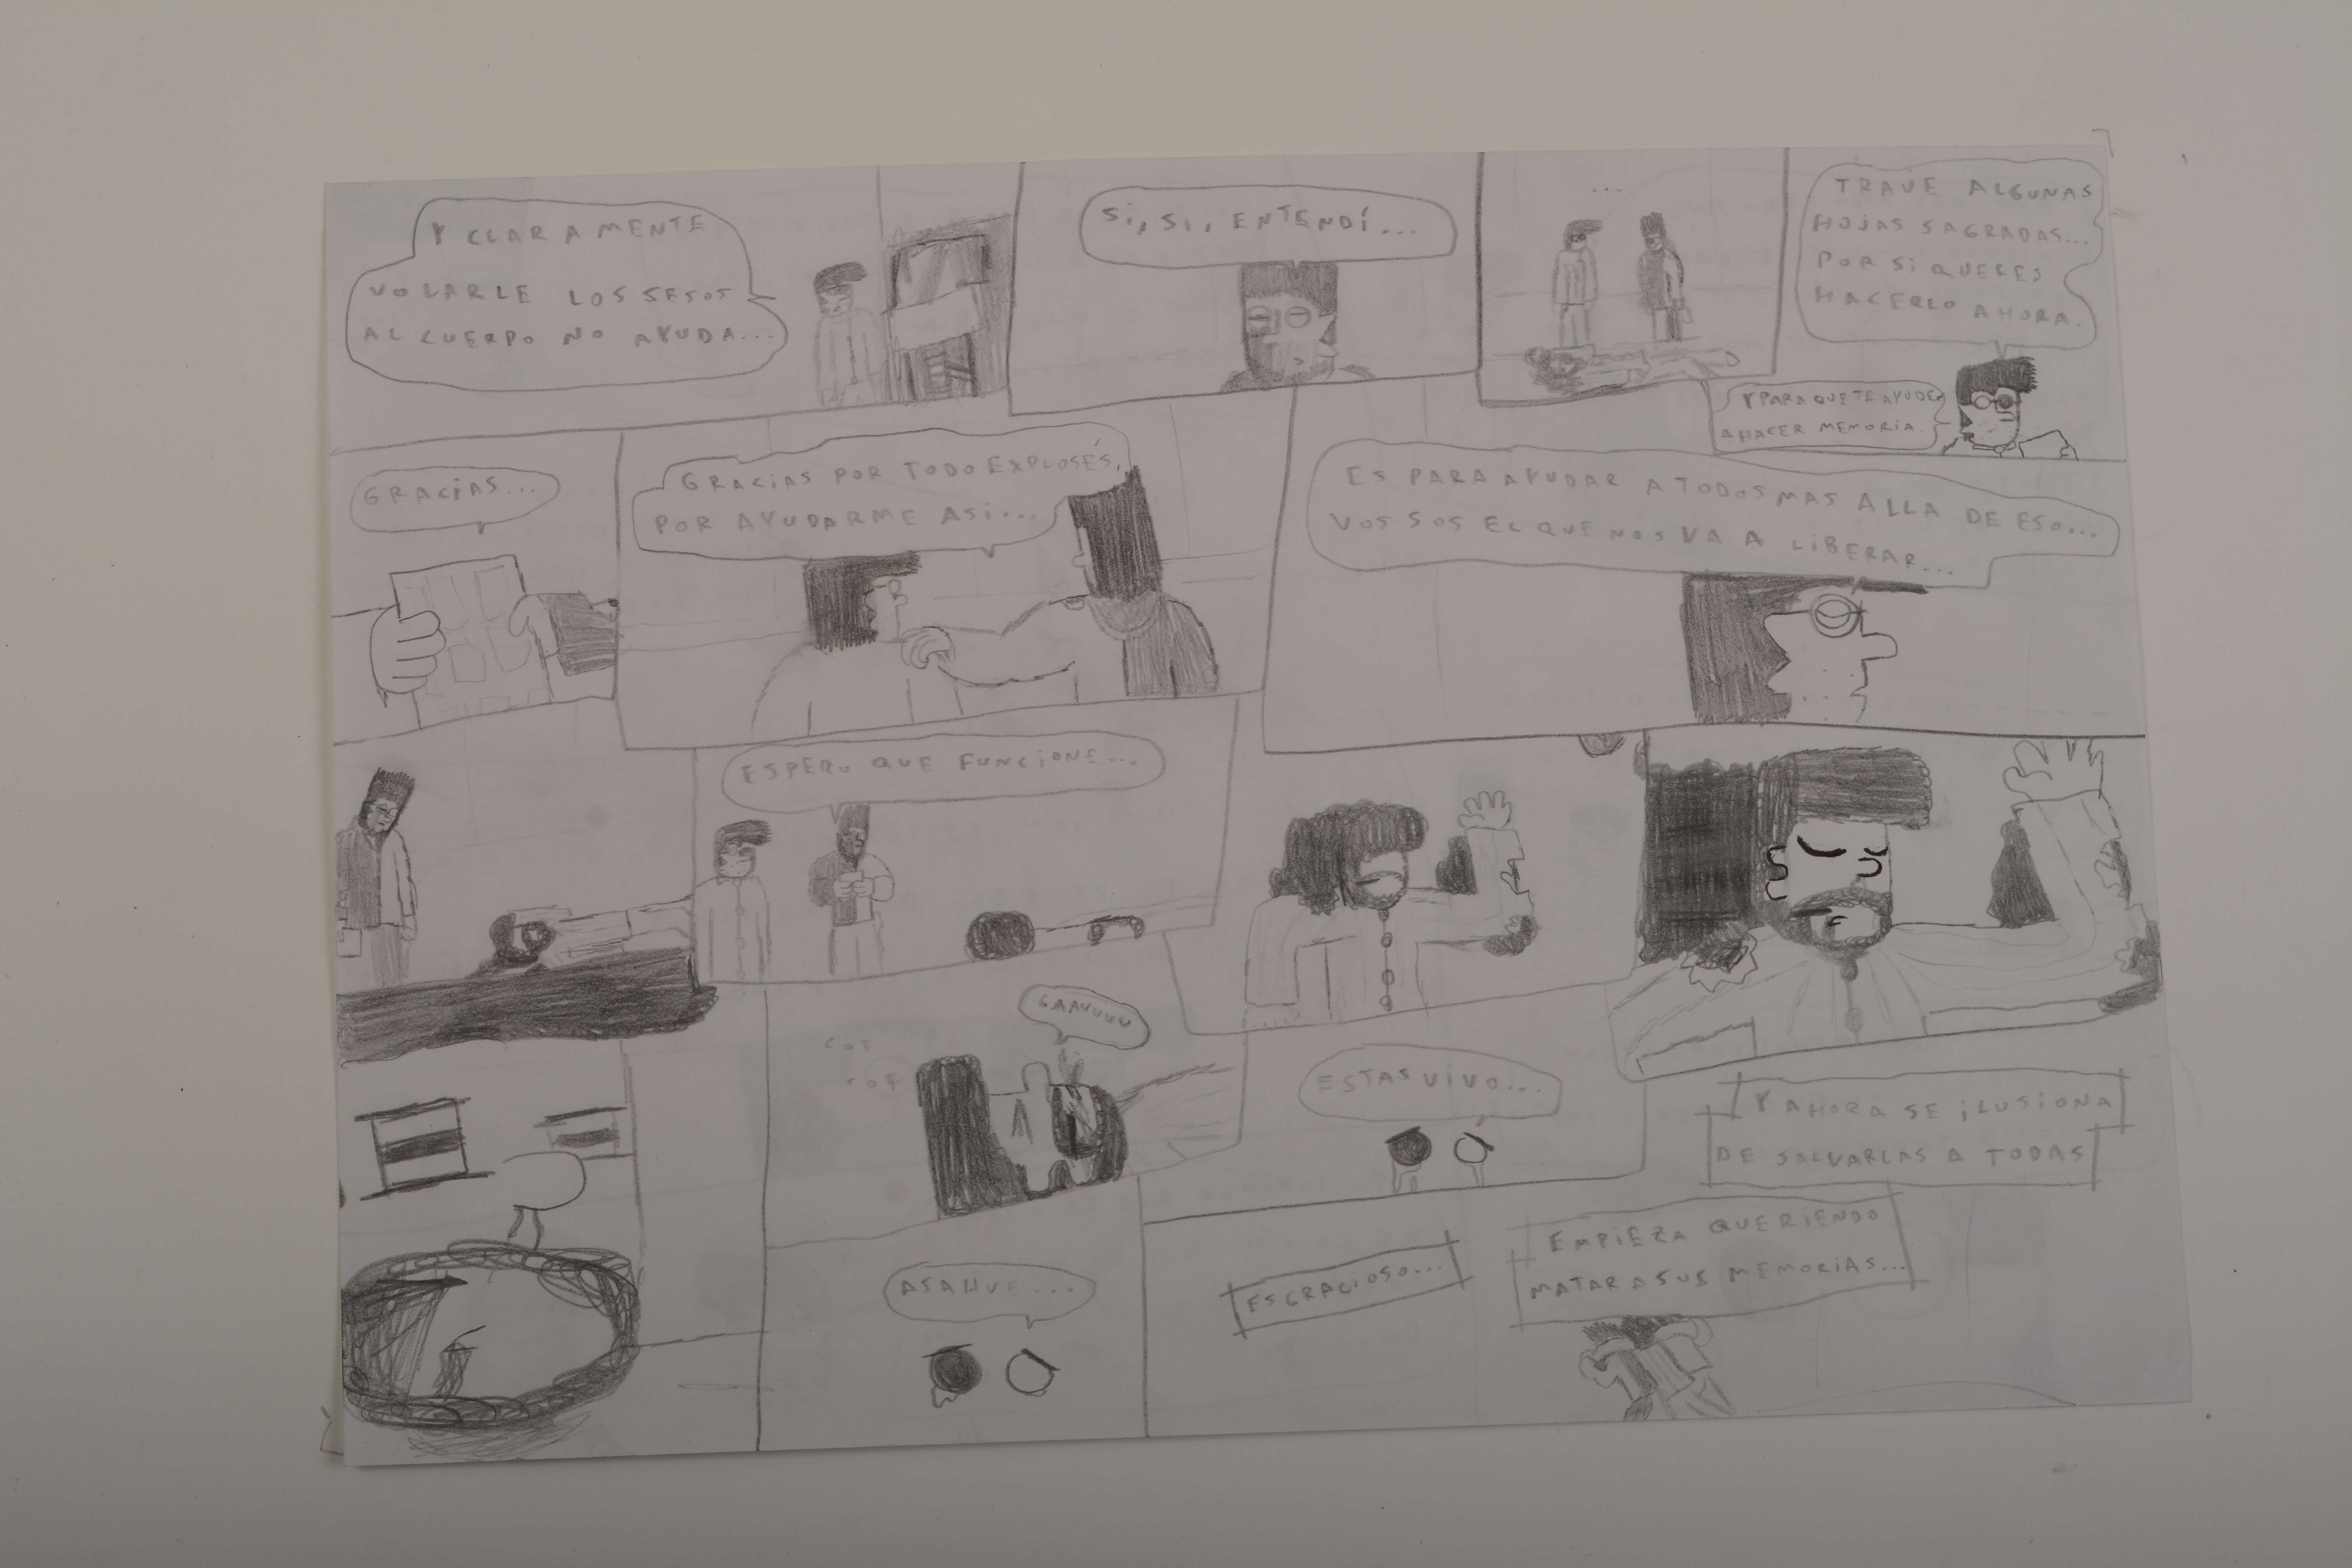 Y CLARAMENTE
VOLARLE LOS SESOS
AL CUERPO NO AYUDA...
SI, SI, ENTENDÍ...
...
TRAJE ALGUNAS
HOJAS SAGRADAS...
POR SI QUERES
HACERLO AHORA.
Y PARA QUE TE AYUDE
A HACER MEMORIA.
GRACIAS...
GRACIAS POR TODO EXPLOSÉS,
POR AYUDARME ASI...
ES PARA AYUDAR A TODOS MAS ALLA DE ESO...
VOS SOS EL QUE NOS VA A LIBERAR...
ESPERO QUE FUNCIONE...
COF
COF
GAAUUUU
ESTAS VIVO...
ASAHUE...
ES GRACIOSO...
EMPIEZA QUERIENDO
MATAR A SUS MEMORIAS...
Y AHORA SE ILUSIONA
DE SALVARLAS A TODAS